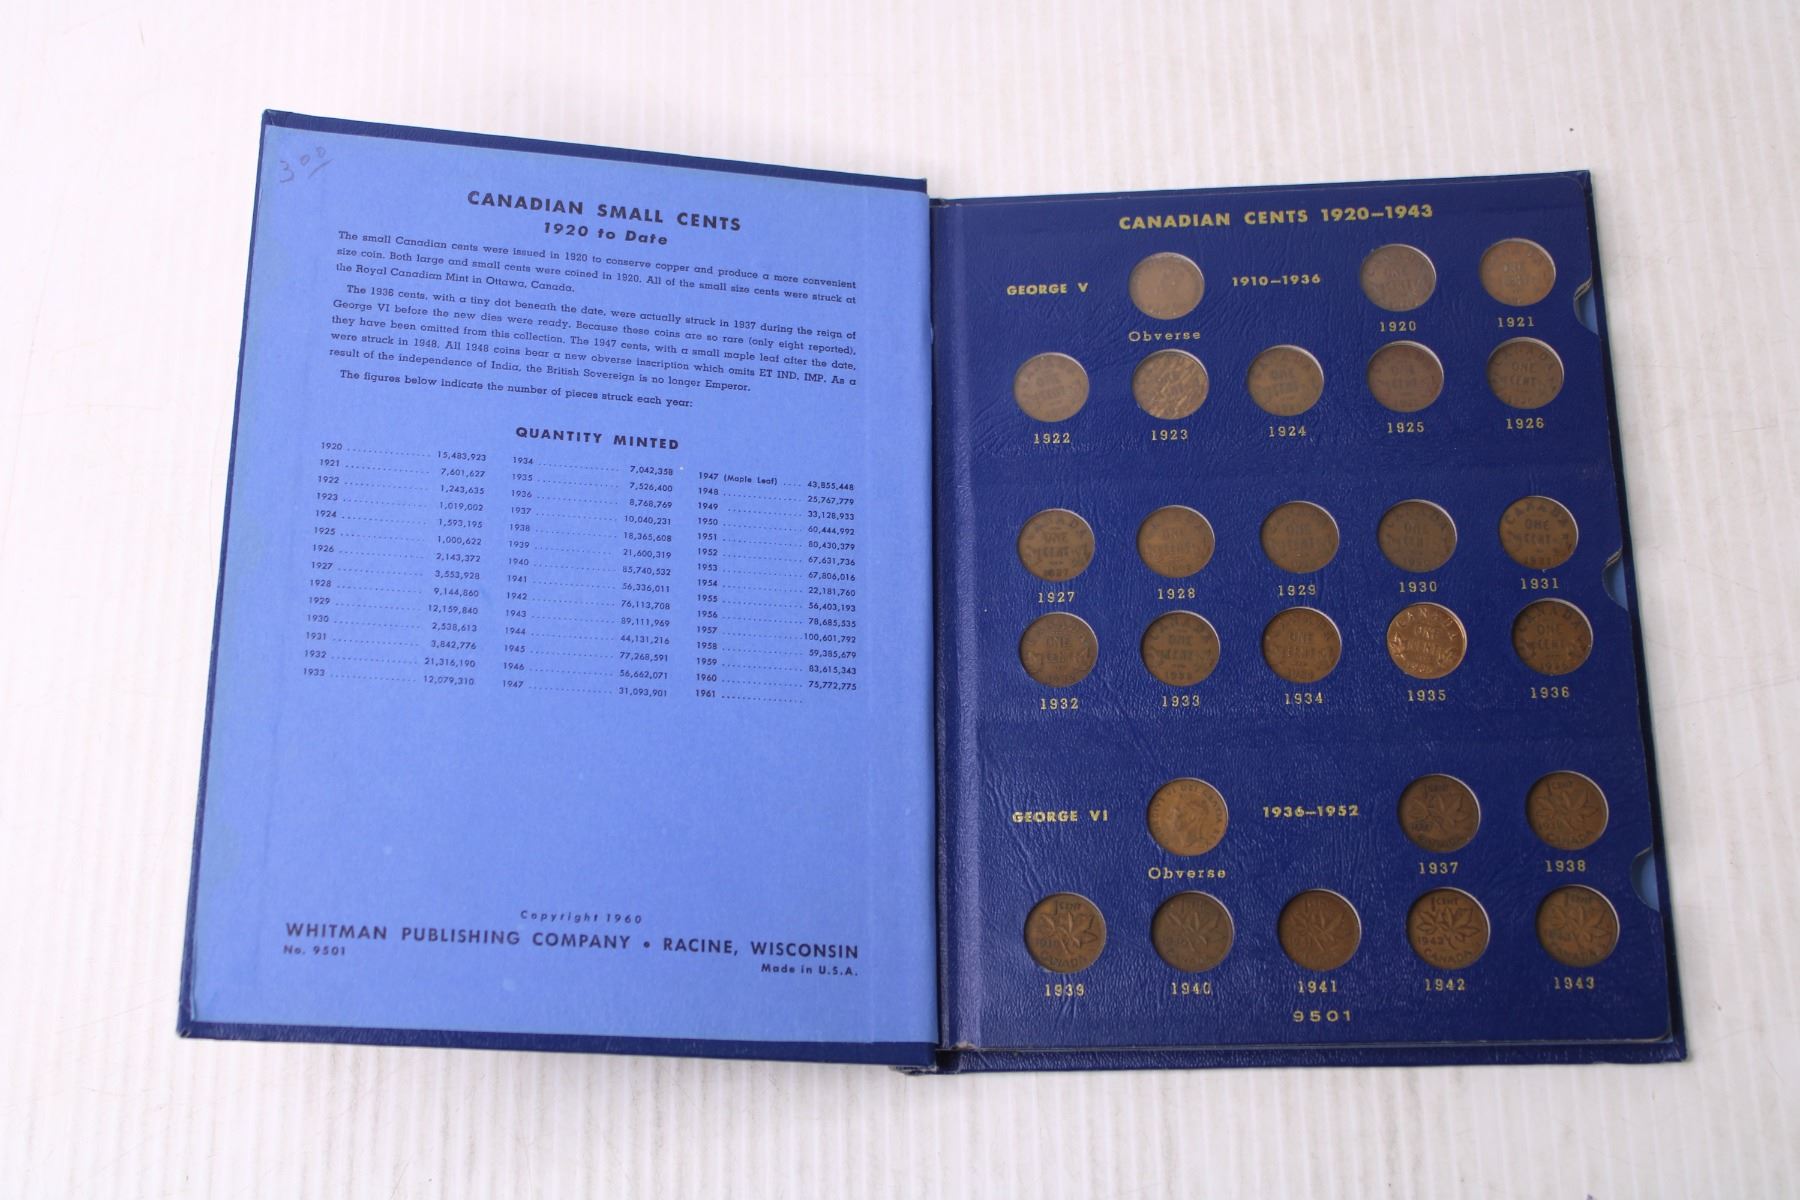 3 00
CANADIAN SMALL CENTS
1920 to Date
The small Canadian cents were issued in 1920 to conserve copper and produce a more convenient
size coin. Both large and small cents were coined in 1920. All of the small size cents were struck at
the Royal Canadian Mint in Ottawa, Canada.
The 1936 cents, with a tiny dot beneath the date, were actually struck in 1937 during the reign of
George VI before the new dies were ready. Because these coins are so rare (only eight reported),
they have been omitted from this collection. The 1947 cents, with a small maple leaf after the date,
were struck in 1948. All 1948 coins bear a new obverse inscription which omits ET IND. IMP. As a
result of the independence of India, the British Sovereign is no longer Emperor.
The figures below indicate the number of pieces struck each year:
QUANTITY MINTED
1920 ................ 15,483,923
1921 ................ 7,601,627
1922 ................ 1,243,635
1923 ................ 1,019,002
1924 ................ 1,593,195
1925 ................ 1,000,622
1926 ................ 2,143,372
1927 ................ 3,553,928
1928 ................ 9,144,860
1929 ................ 12,159,840
1930 ................ 2,538,613
1931 ................ 3,842,776
1932 ................ 21,316,190
1933 ................ 12,079,310
1934 ................ 7,042,358
1935 ................ 7,526,400
1936 ................ 8,768,769
1937 ................ 10,040,231
1938 ................ 18,365,608
1939 ................ 21,600,319
1940 ................ 85,740,532
1941 ................ 56,336,011
1942 ................ 76,113,708
1943 ................ 89,111,969
1944 ................ 44,131,216
1945 ................ 77,268,591
1946 ................ 56,662,071
1947 ................ 31,093,901
1947 (Maple Leaf) .... 43,855,448
1948 ................ 25,767,779
1949 ................ 33,128,933
1950 ................ 60,444,992
1951 ................ 80,430,379
1952 ................ 67,631,736
1953 ................ 67,806,016
1954 ................ 22,181,760
1955 ................ 56,403,193
1956 ................ 78,685,535
1957 ................ 100,601,792
1958 ................ 59,385,679
1959 ................ 83,615,343
1960 ................ 75,772,775
1961 ................
Copyright 1960
WHITMAN PUBLISHING COMPANY • RACINE, WISCONSIN
No. 9501
Made in U.S.A.
CANADIAN CENTS 1920–1943
GEORGE V
1910–1936
Obverse
1920
1921
1922
1923
1924
1925
1926
1927
1928
1929
1930
1931
1932
1933
1934
1935
1936
GEORGE VI
1936–1952
Obverse
1937
1938
1939
1940
1941
1942
1943
9501